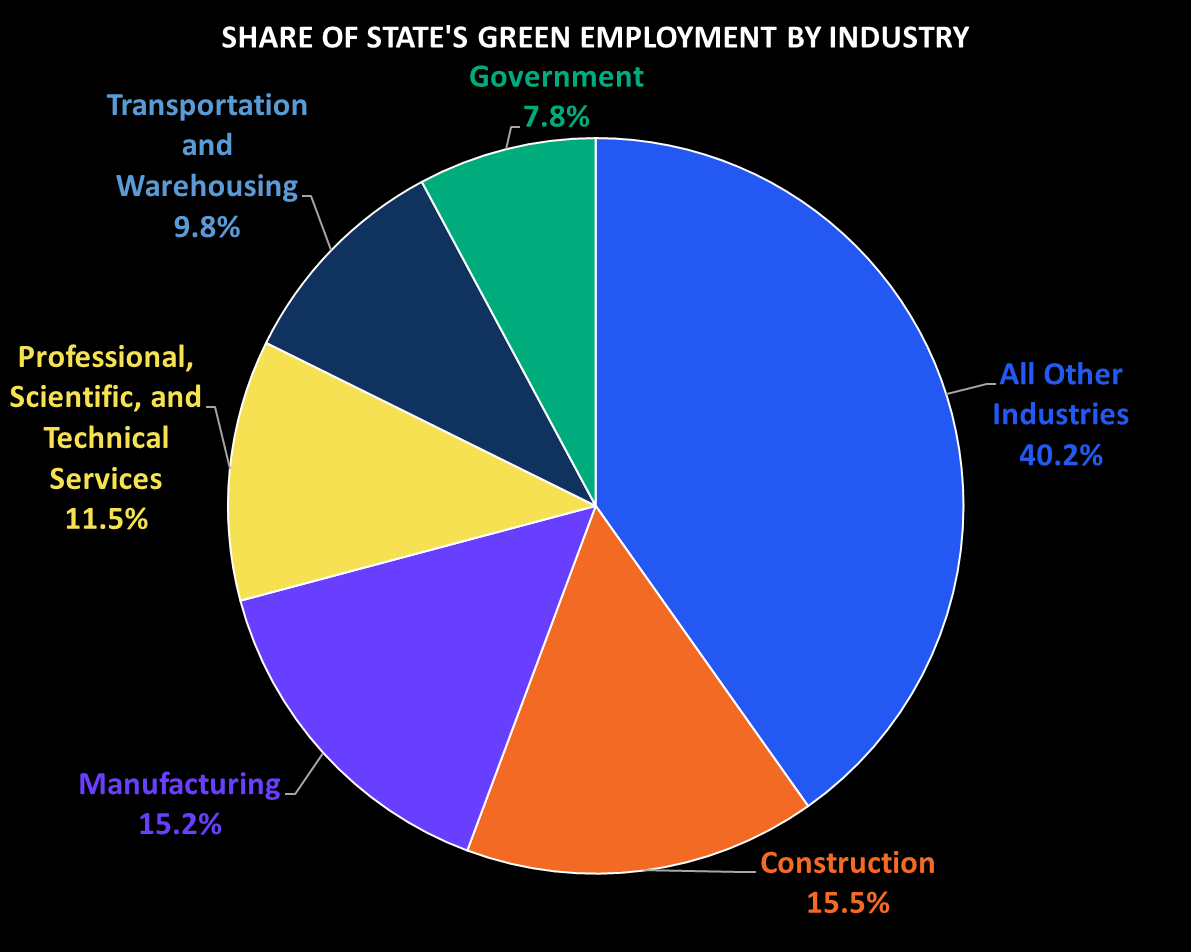 SHARE OF STATE'S GREEN EMPLOYMENT BY INDUSTRY
Government
7.8%
Transportation
and
Warehousing
9.8%
Professional,
Scientific, and
Technical
Services
11.5%
All Other
Industries
40.2%
Manufacturing
15.2%
Construction
15.5%